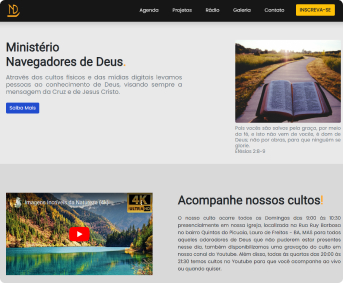 ND
Agenda Projetos Rádio Galeria Contato INSCREVA-SE
Ministério
Navegadores de Deus.
Através dos cultos físicos e das mídias digitais levamos
pessoas ao conhecimento de Deus, visando sempre a
mensagem da Cruz e de Jesus Cristo.
Saiba Mais
Pois vocês são salvos pela graça, por meio
da fé, e isto não vem de vocês, é dom de
Deus; não por obras, para que ninguém se
glorie.
Efésios 2:8-9
Imagens Incríveis da Natureza (4k)
4K
ULTRA HD
Acompanhe nossos cultos!
O nosso culto ocorre todos os Domingos das 9:00 às 10:30
presencialmente em nossa igreja, localizada na Rua Ruy Barbosa
no bairro Quintas do Picuaia, Lauro de Freitas - BA. MAS para todos
aqueles adoradores de Deus que não puderem estar presentes
nesse dia, também disponibilizamos uma gravação do culto em
nosso canal do Youtube. Além disso, todas as quartas das 20:00 às
21:30 temos cultos no Youtube para que você acompanhe ao vivo
ou quando quiser.